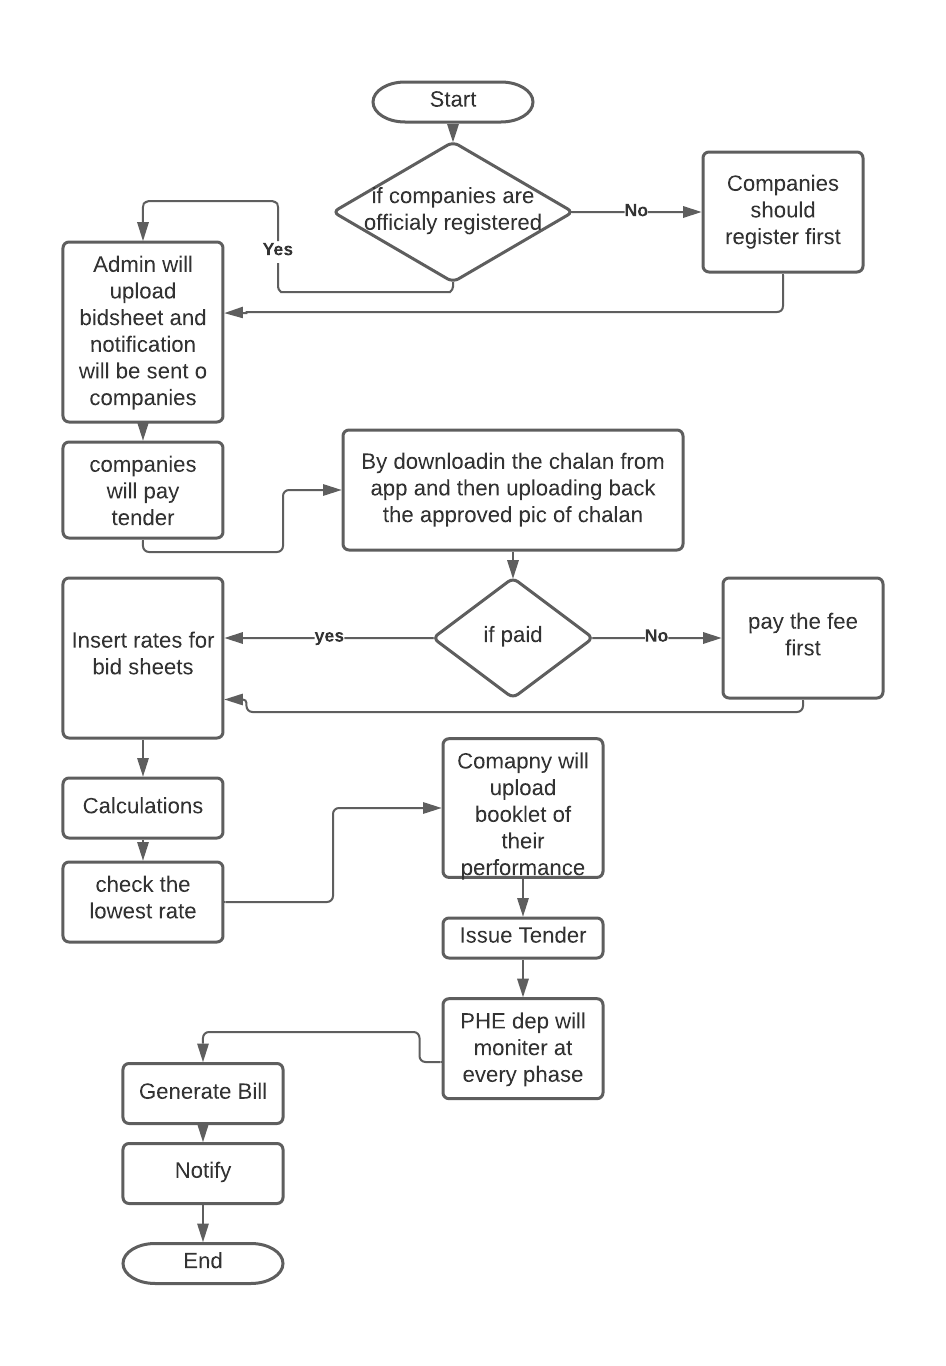 Start
if companies are
officialy registered
No
Companies
should
register first
Yes
Admin will
upload
bidsheet and
notification
will be sent o
companies
companies
will pay
tender
By downloadin the chalan from
app and then uploading back
the approved pic of chalan
if paid
yes
No
pay the fee
first
Insert rates for
bid sheets
Calculations
check the
lowest rate
Comapny will
upload
booklet of
their
performance
Issue Tender
PHE dep will
moniter at
every phase
Generate Bill
Notify
End